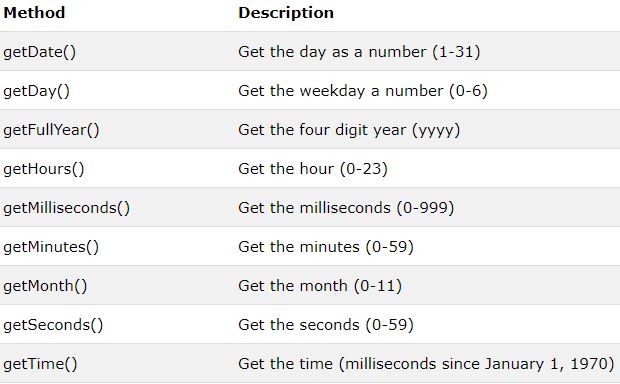 Method Description
getDate() Get the day as a number (1-31)
getDay() Get the weekday a number (0-6)
getFullYear() Get the four digit year (yyyy)
getHours() Get the hour (0-23)
getMilliseconds() Get the milliseconds (0-999)
getMinutes() Get the minutes (0-59)
getMonth() Get the month (0-11)
getSeconds() Get the seconds (0-59)
getTime() Get the time (milliseconds since January 1, 1970)